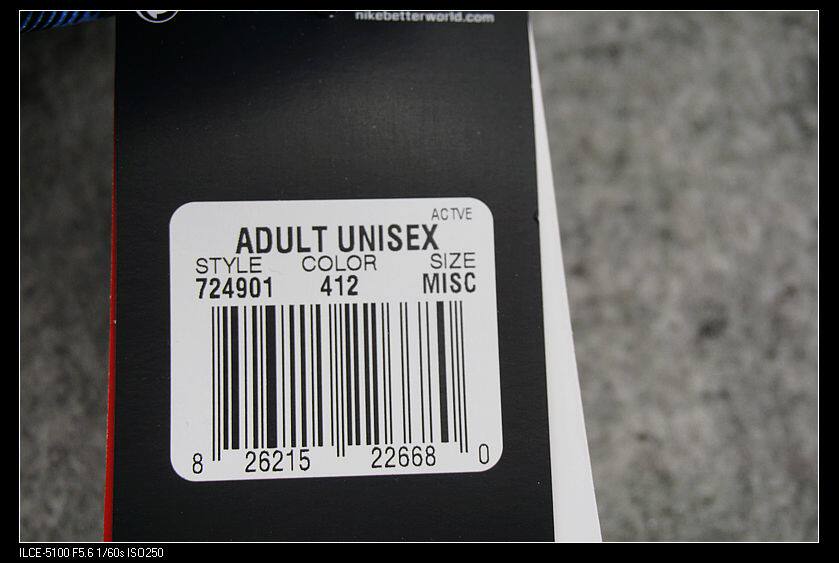 nikebetterworld.com
ACTVE
ADULT UNISEX
STYLE COLOR SIZE
724901 412 MISC
8 26215 22668 0
ILCE-5100 F5.6 1/60s ISO250